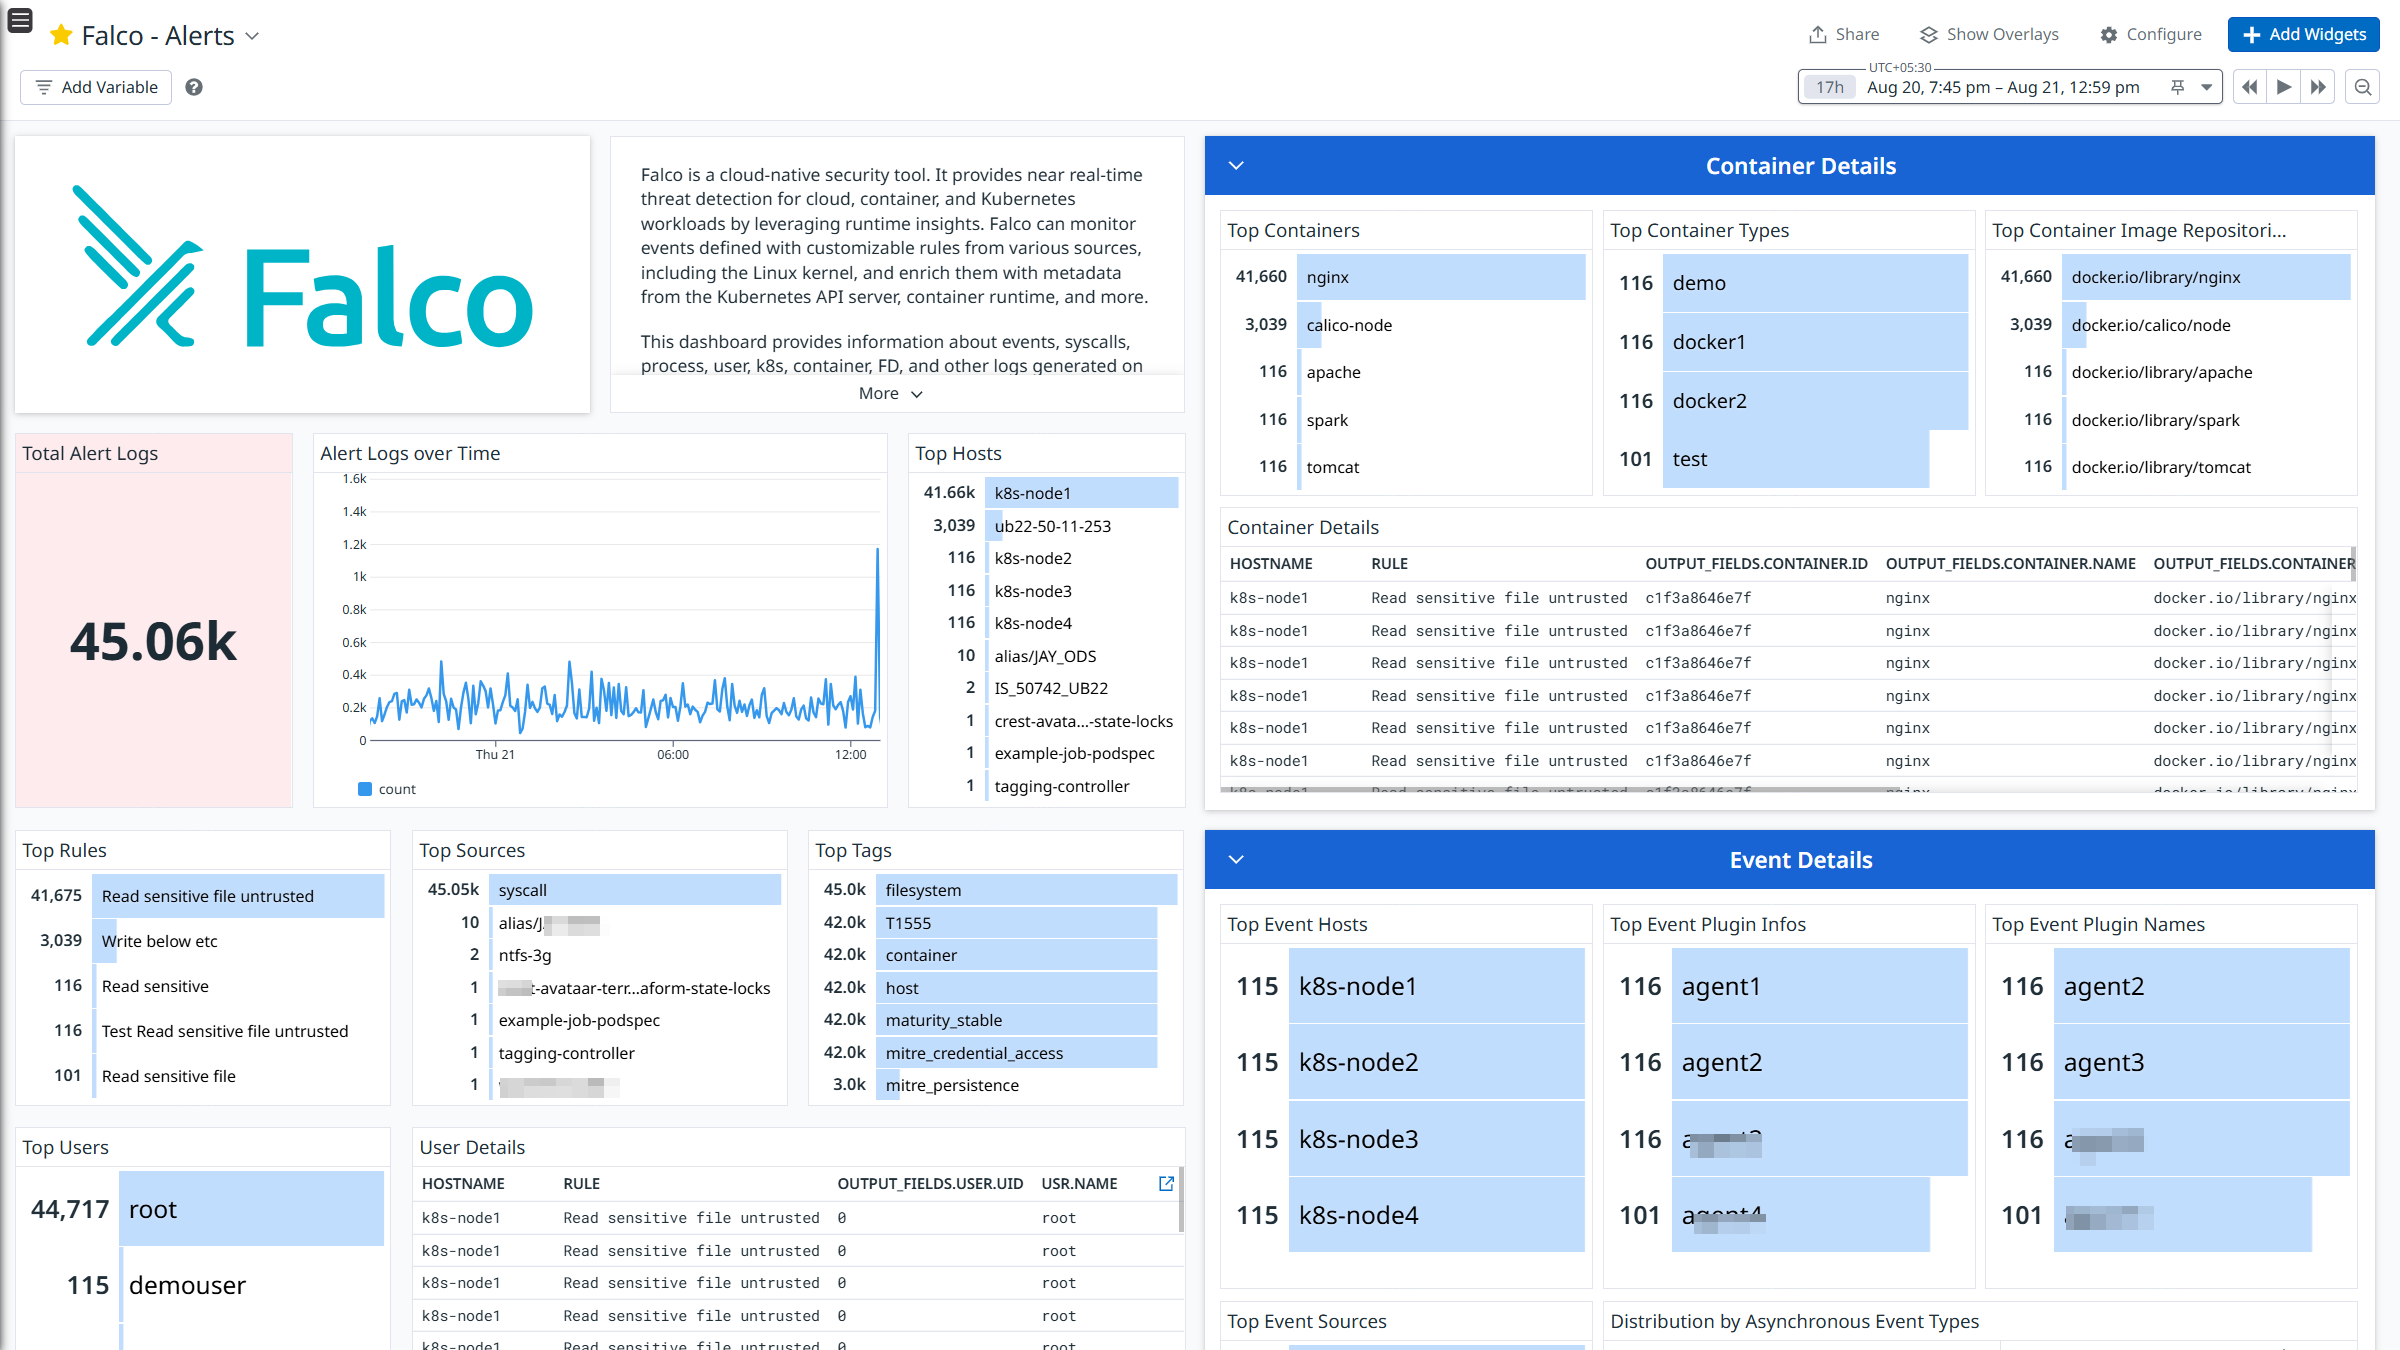 Falco - Alerts
Share
Show Overlays
Configure
Add Widgets
Add Variable
UTC+05:30
17h
Aug 20, 7:45 pm – Aug 21, 12:59 pm
Falco
Falco is a cloud-native security tool. It provides near real-time
threat detection for cloud, container, and Kubernetes
workloads by leveraging runtime insights. Falco can monitor
events defined with customizable rules from various sources,
including the Linux kernel, and enrich them with metadata
from the Kubernetes API server, container runtime, and more.
This dashboard provides information about events, syscalls,
process, user, k8s, container, FD, and other logs generated on
More
Total Alert Logs
45.06k
Alert Logs over Time
1.6k
1.4k
1.2k
1k
0.8k
0.6k
0.4k
0.2k
0
Thu 21
06:00
12:00
count
Top Hosts
41.66k k8s-node1
3,039 ub22-50-11-253
116 k8s-node2
116 k8s-node3
116 k8s-node4
10 alias/JAY_ODS
2 IS_50742_UB22
1 crest-avata...-state-locks
1 example-job-podspec
1 tagging-controller
Container Details
Top Containers
41,660 nginx
3,039 calico-node
116 apache
116 spark
116 tomcat
Top Container Types
116 demo
116 docker1
116 docker2
101 test
Top Container Image Repositori...
41,660 docker.io/library/nginx
3,039 docker.io/calico/node
116 docker.io/library/apache
116 docker.io/library/spark
116 docker.io/library/tomcat
Container Details
HOSTNAME RULE OUTPUT_FIELDS.CONTAINER.ID OUTPUT_FIELDS.CONTAINER.NAME OUTPUT_FIELDS.CONTAINER
k8s-node1 Read sensitive file untrusted c1f3a8646e7f nginx docker.io/library/nginx
k8s-node1 Read sensitive file untrusted c1f3a8646e7f nginx docker.io/library/nginx
k8s-node1 Read sensitive file untrusted c1f3a8646e7f nginx docker.io/library/nginx
k8s-node1 Read sensitive file untrusted c1f3a8646e7f nginx docker.io/library/nginx
k8s-node1 Read sensitive file untrusted c1f3a8646e7f nginx docker.io/library/nginx
k8s-node1 Read sensitive file untrusted c1f3a8646e7f nginx docker.io/library/nginx
k8s-node1 Read sensitive file untrusted c1f3a8646e7f nginx docker.io/library/nginx
Top Rules
41,675 Read sensitive file untrusted
3,039 Write below etc
116 Read sensitive
116 Test Read sensitive file untrusted
101 Read sensitive file
Top Sources
45.05k syscall
10 alias/J
2 ntfs-3g
1 t-avataar-terr...aform-state-locks
1 example-job-podspec
1 tagging-controller
1
Top Tags
45.0k filesystem
42.0k T1555
42.0k container
42.0k host
42.0k maturity_stable
42.0k mitre_credential_access
3.0k mitre_persistence
Top Users
44,717 root
115 demouser
User Details
HOSTNAME RULE OUTPUT_FIELDS.USER.UID USR.NAME
k8s-node1 Read sensitive file untrusted 0 root
k8s-node1 Read sensitive file untrusted 0 root
k8s-node1 Read sensitive file untrusted 0 root
k8s-node1 Read sensitive file untrusted 0 root
k8s-node1 Read sensitive file untrusted 0 root
Event Details
Top Event Hosts
115 k8s-node1
115 k8s-node2
115 k8s-node3
115 k8s-node4
Top Event Plugin Infos
116 agent1
116 agent2
116
101 agent4
Top Event Plugin Names
116 agent2
116 agent3
116
101
Top Event Sources
Distribution by Asynchronous Event Types